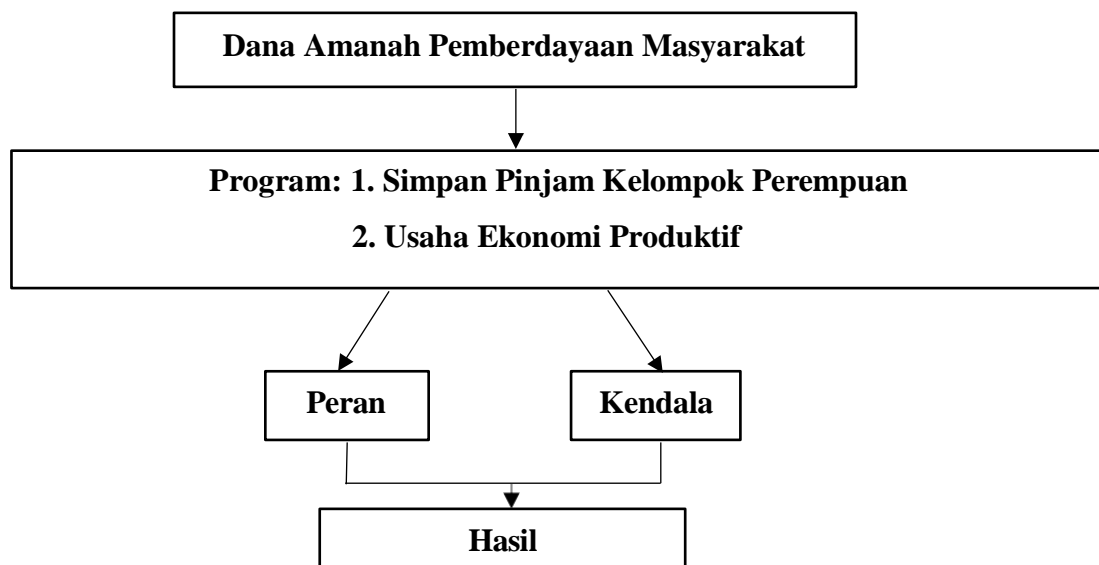 Dana Amanah Pemberdayaan Masyarakat
Program: 1. Simpan Pinjam Kelompok Perempuan
2. Usaha Ekonomi Produktif
Peran
Kendala
Hasil